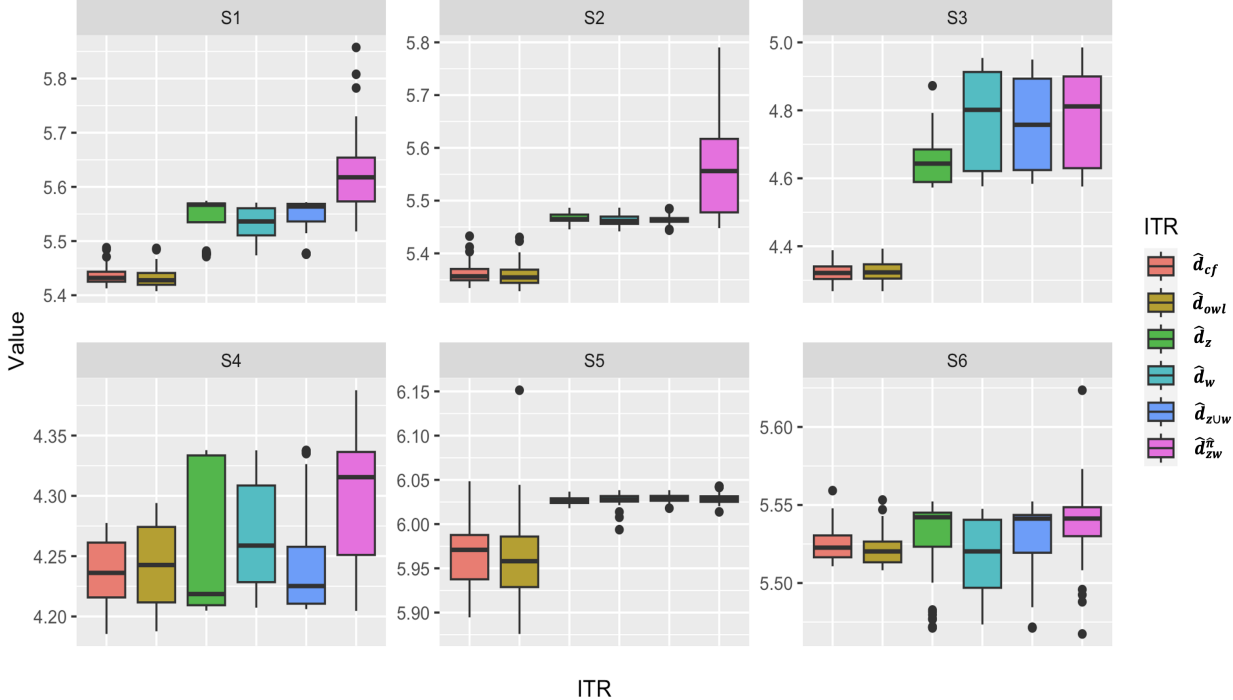 S1
S2
S3
5.8
5.7
5.6
5.5
5.4
5.8
5.7
5.6
5.5
5.4
5.0
4.8
4.6
4.4
Value
S4
S5
S6
4.35
4.30
4.25
4.20
6.15
6.10
6.05
6.00
5.95
5.90
5.60
5.55
5.50
ITR
ITR
d̂cf
d̂owl
d̂z
d̂w
d̂z∪w
d̂π̂zw